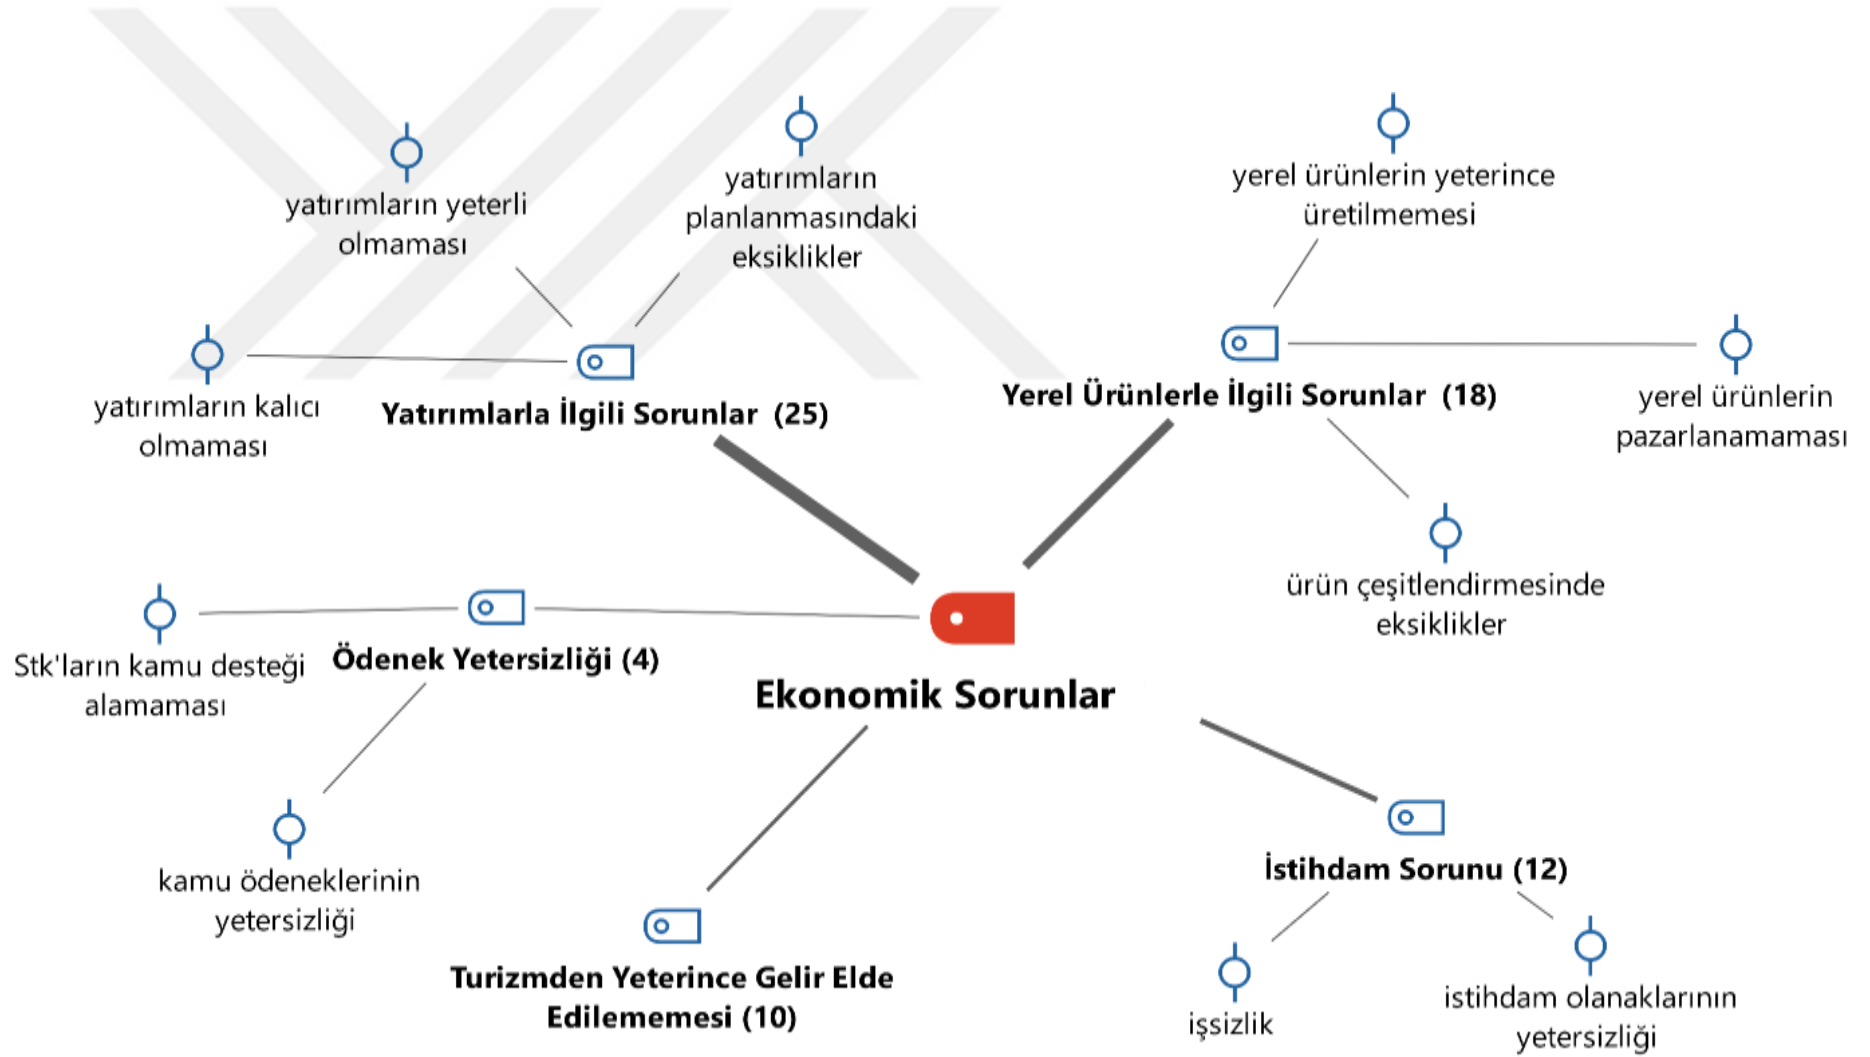 yatırımların yeterli
olmaması
yatırımların
planlanmasındaki
eksiklikler
yerel ürünlerin yeterince
üretilmemesi
yatırımların kalıcı
olmaması
Yatırımlarla İlgili Sorunlar (25)
Yerel Ürünlerle İlgili Sorunlar (18)
yerel ürünlerin
pazarlanamaması
ürün çeşitlendirmesinde
eksiklikler
Stk'ların kamu desteği
alamaması
Ödenek Yetersizliği (4)
Ekonomik Sorunlar
kamu ödeneklerinin
yetersizliği
Turizmden Yeterince Gelir Elde
Edilememesi (10)
İstihdam Sorunu (12)
işsizlik
istihdam olanaklarının
yetersizliği